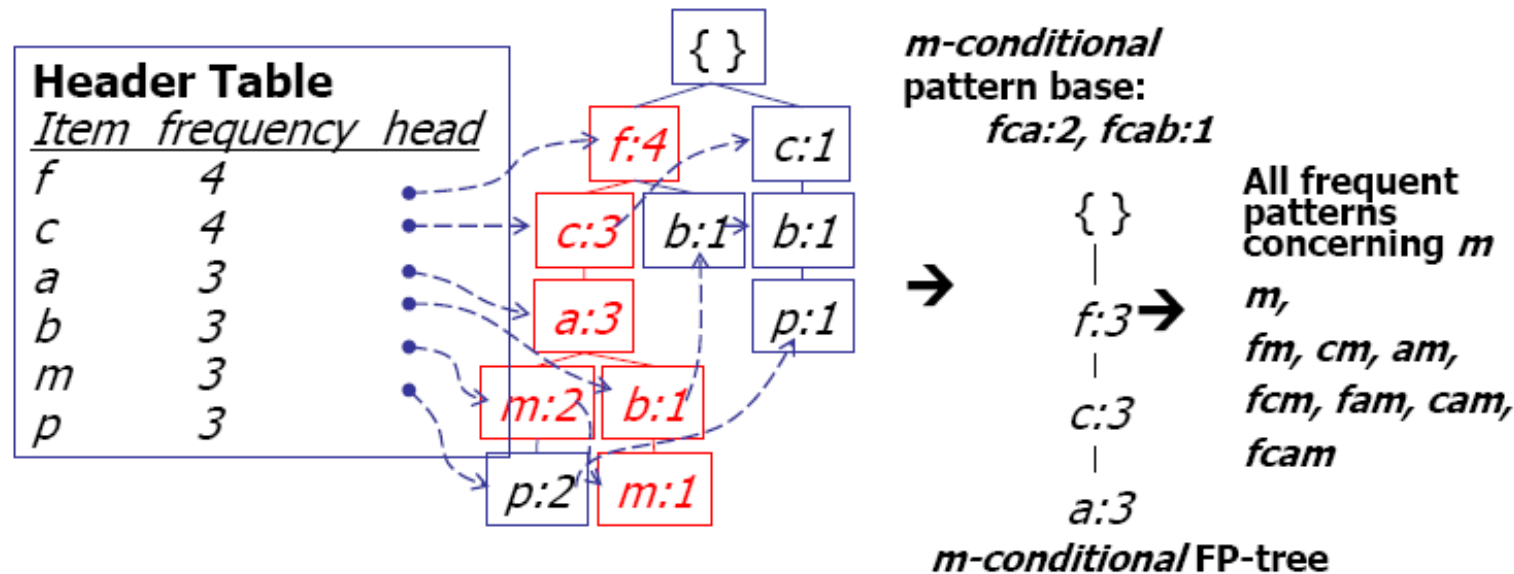 Header Table
Item frequency head
f 4
c 4
a 3
b 3
m 3
p 3
{ }
f:4 c:1
c:3 b:1 b:1
a:3 p:1
m:2 b:1
p:2 m:1
m-conditional
pattern base:
fca:2, fcab:1
{ }
f:3
c:3
a:3
m-conditional FP-tree
All frequent
patterns
concerning m
m,
fm, cm, am,
fcm, fam, cam,
fcam